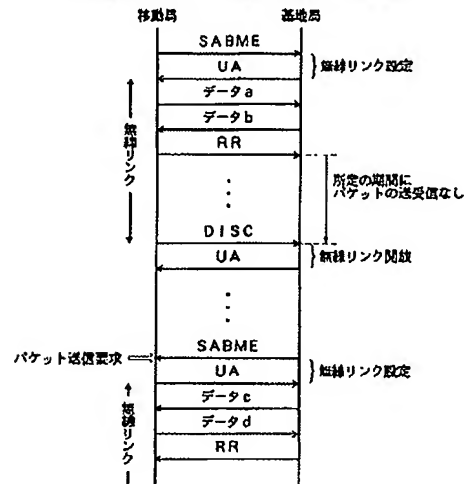 移動局 基地局
SABME
UA
無線リンク設定
データa
データb
RR
無線リンク
所定の期間に
パケットの送受信なし
DISC
UA
無線リンク開放
SABME
パケット送信要求
UA
無線リンク設定
データc
データd
RR
無線リンク